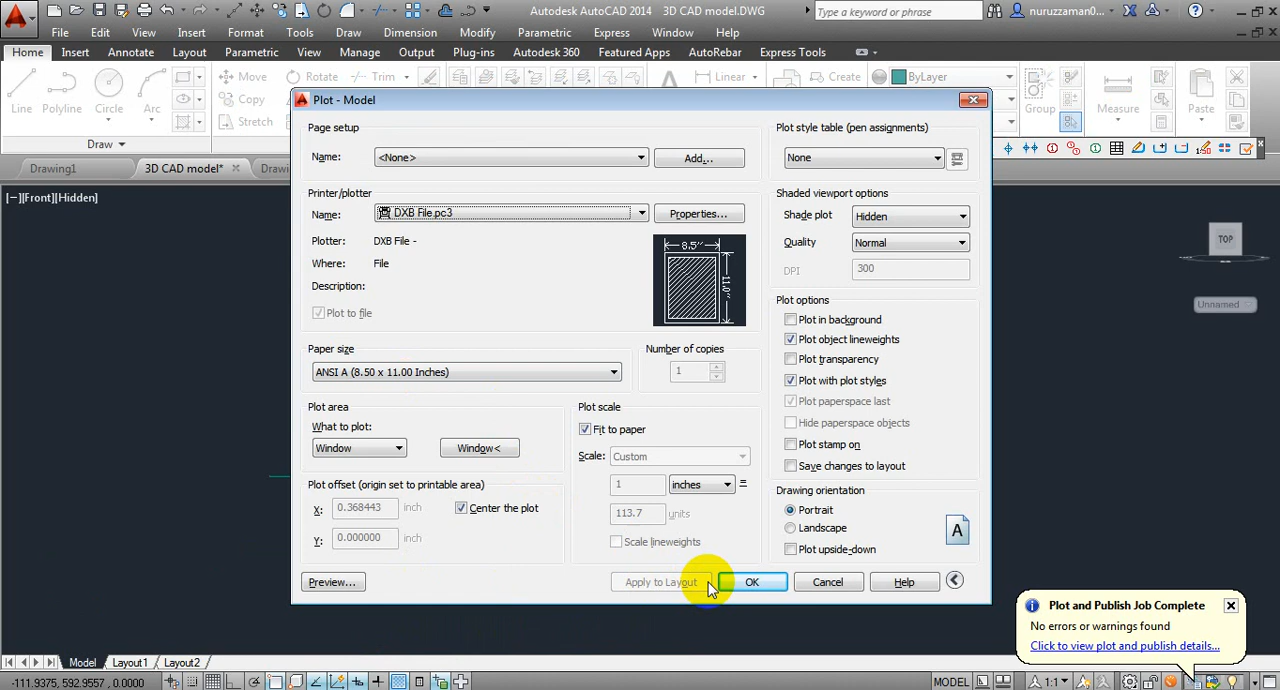 Autodesk AutoCAD 2014 3D CAD model.DWG
Type a keyword or phrase
nuruzzaman0...
File Edit View Insert Format Tools Draw Dimension Modify Parametric Express Window Help
Home Insert Annotate Layout Parametric View Manage Output Plug-ins Autodesk 360 Featured Apps AutoRebar Express Tools
Line Polyline Circle Arc
Move Rotate Trim
Copy
Stretch
Linear
Create
ByLayer
Group
Measure
Paste
Draw
Drawing1
3D CAD model*
[−][Front][Hidden]
TOP
Unnamed
Plot - Model
Page setup
Name: <None> Add...
Printer/plotter
Name: DXB File.pc3 Properties...
Plotter: DXB File -
Where: File
Description:
Plot to file
8.5''
11.0''
Paper size
ANSI A (8.50 x 11.00 Inches)
Number of copies
1
Plot area
What to plot:
Window Window<
Plot offset (origin set to printable area)
X: 0.368443 inch Center the plot
Y: 0.000000 inch
Plot scale
Fit to paper
Scale: Custom
1 inches =
113.7 units
Scale lineweights
Plot style table (pen assignments)
None
Shaded viewport options
Shade plot Hidden
Quality Normal
DPI 300
Plot options
Plot in background
Plot object lineweights
Plot transparency
Plot with plot styles
Plot paperspace last
Hide paperspace objects
Plot stamp on
Save changes to layout
Drawing orientation
Portrait
Landscape
Plot upside-down
A
Preview... Apply to Layout OK Cancel Help
Plot and Publish Job Complete
No errors or warnings found
Click to view plot and publish details...
Model Layout1 Layout2
-111.9375, 592.9557, 0.0000
MODEL
1:1